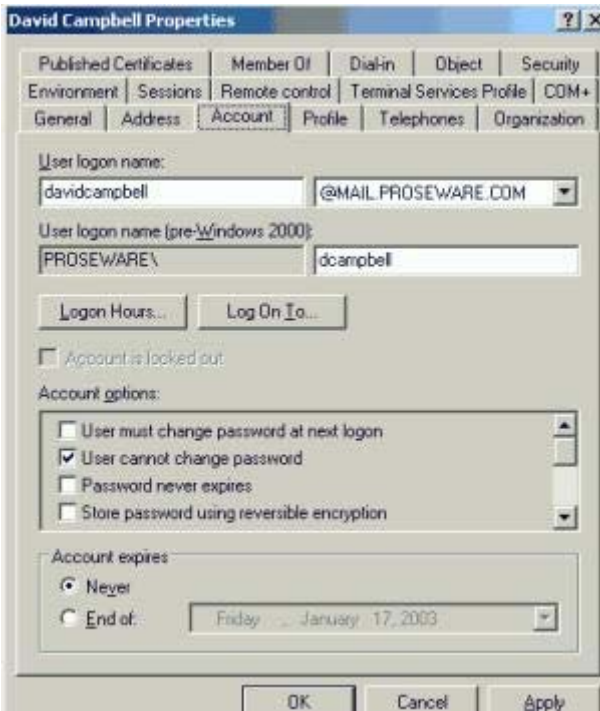 David Campbell Properties
Published Certificates Member Of Dial-in Object Security
Environment Sessions Remote control Terminal Services Profile COM+
General Address Account Profile Telephones Organization
User logon name:
davidcampbell @MAIL.PROSEWARE.COM
User logon name (pre-Windows 2000):
PROSEWARE\ dcampbell
Logon Hours... Log On To...
Account is locked out
Account options:
User must change password at next logon
User cannot change password
Password never expires
Store password using reversible encryption
Account expires
Never
End of: Friday , January 17, 2003
OK Cancel Apply